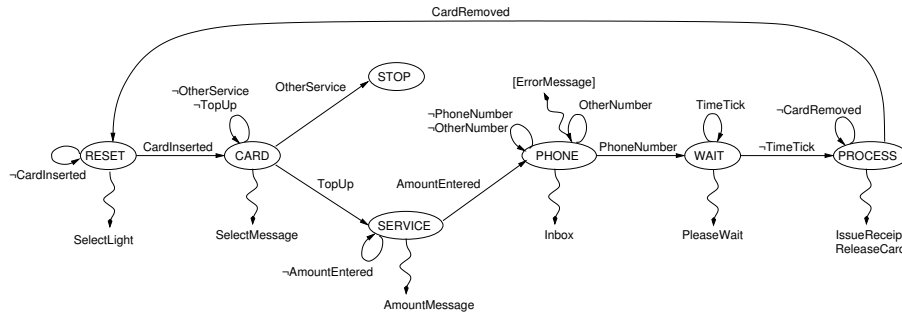 CardRemoved
[ErrorMessage]
OtherService
STOP
¬OtherService
¬TopUp
¬PhoneNumber
¬OtherNumber
OtherNumber
TimeTick
¬CardRemoved
RESET
CardInserted
CARD
PHONE
PhoneNumber
WAIT
¬TimeTick
PROCESS
¬CardInserted
TopUp
AmountEntered
SERVICE
SelectLight
SelectMessage
Inbox
PleaseWait
IssueReceip
ReleaseCard
¬AmountEntered
AmountMessage